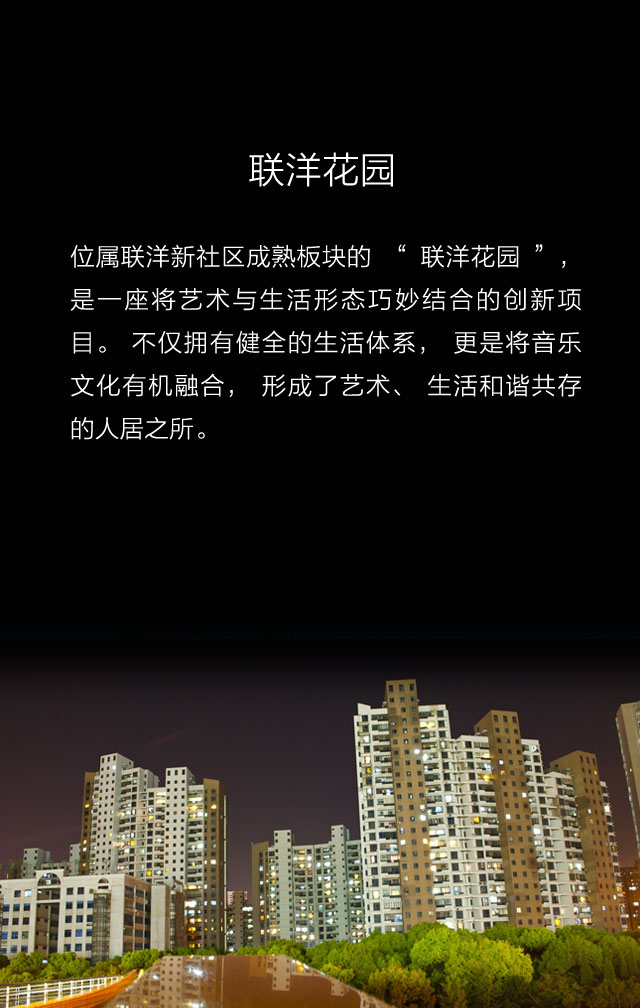 联洋花园
位属联洋新社区成熟板块的 “ 联洋花园 ”，
是一座将艺术与生活形态巧妙结合的创新项
目。 不仅拥有健全的生活体系， 更是将音乐
文化有机融合， 形成了艺术、 生活和谐共存
的人居之所。